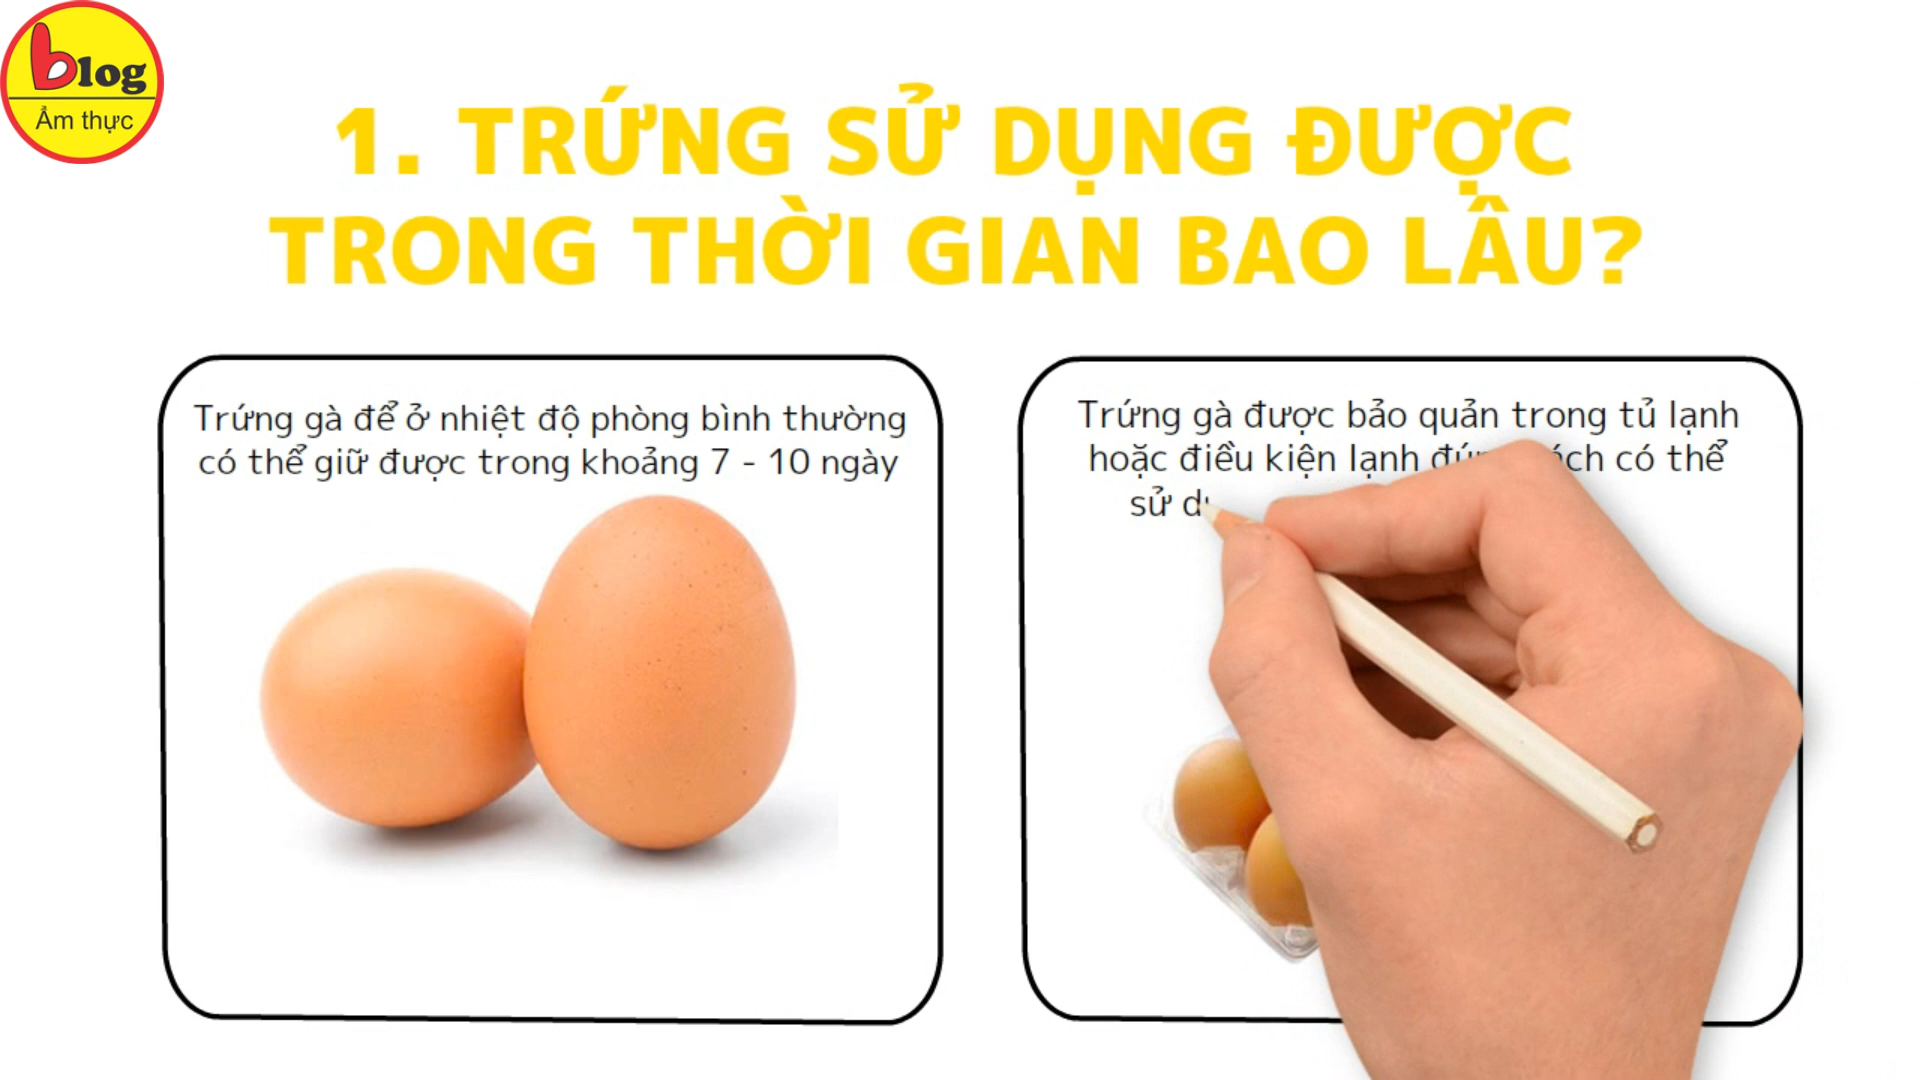 blog
Ẩm thực
1. TRỨNG SỬ DỤNG ĐƯỢC
TRONG THỜI GIAN BAO LÂU?
Trứng gà để ở nhiệt độ phòng bình thường
có thể giữ được trong khoảng 7 - 10 ngày
Trứng gà được bảo quản trong tủ lạnh
hoặc điều kiện lạnh có thể
sử